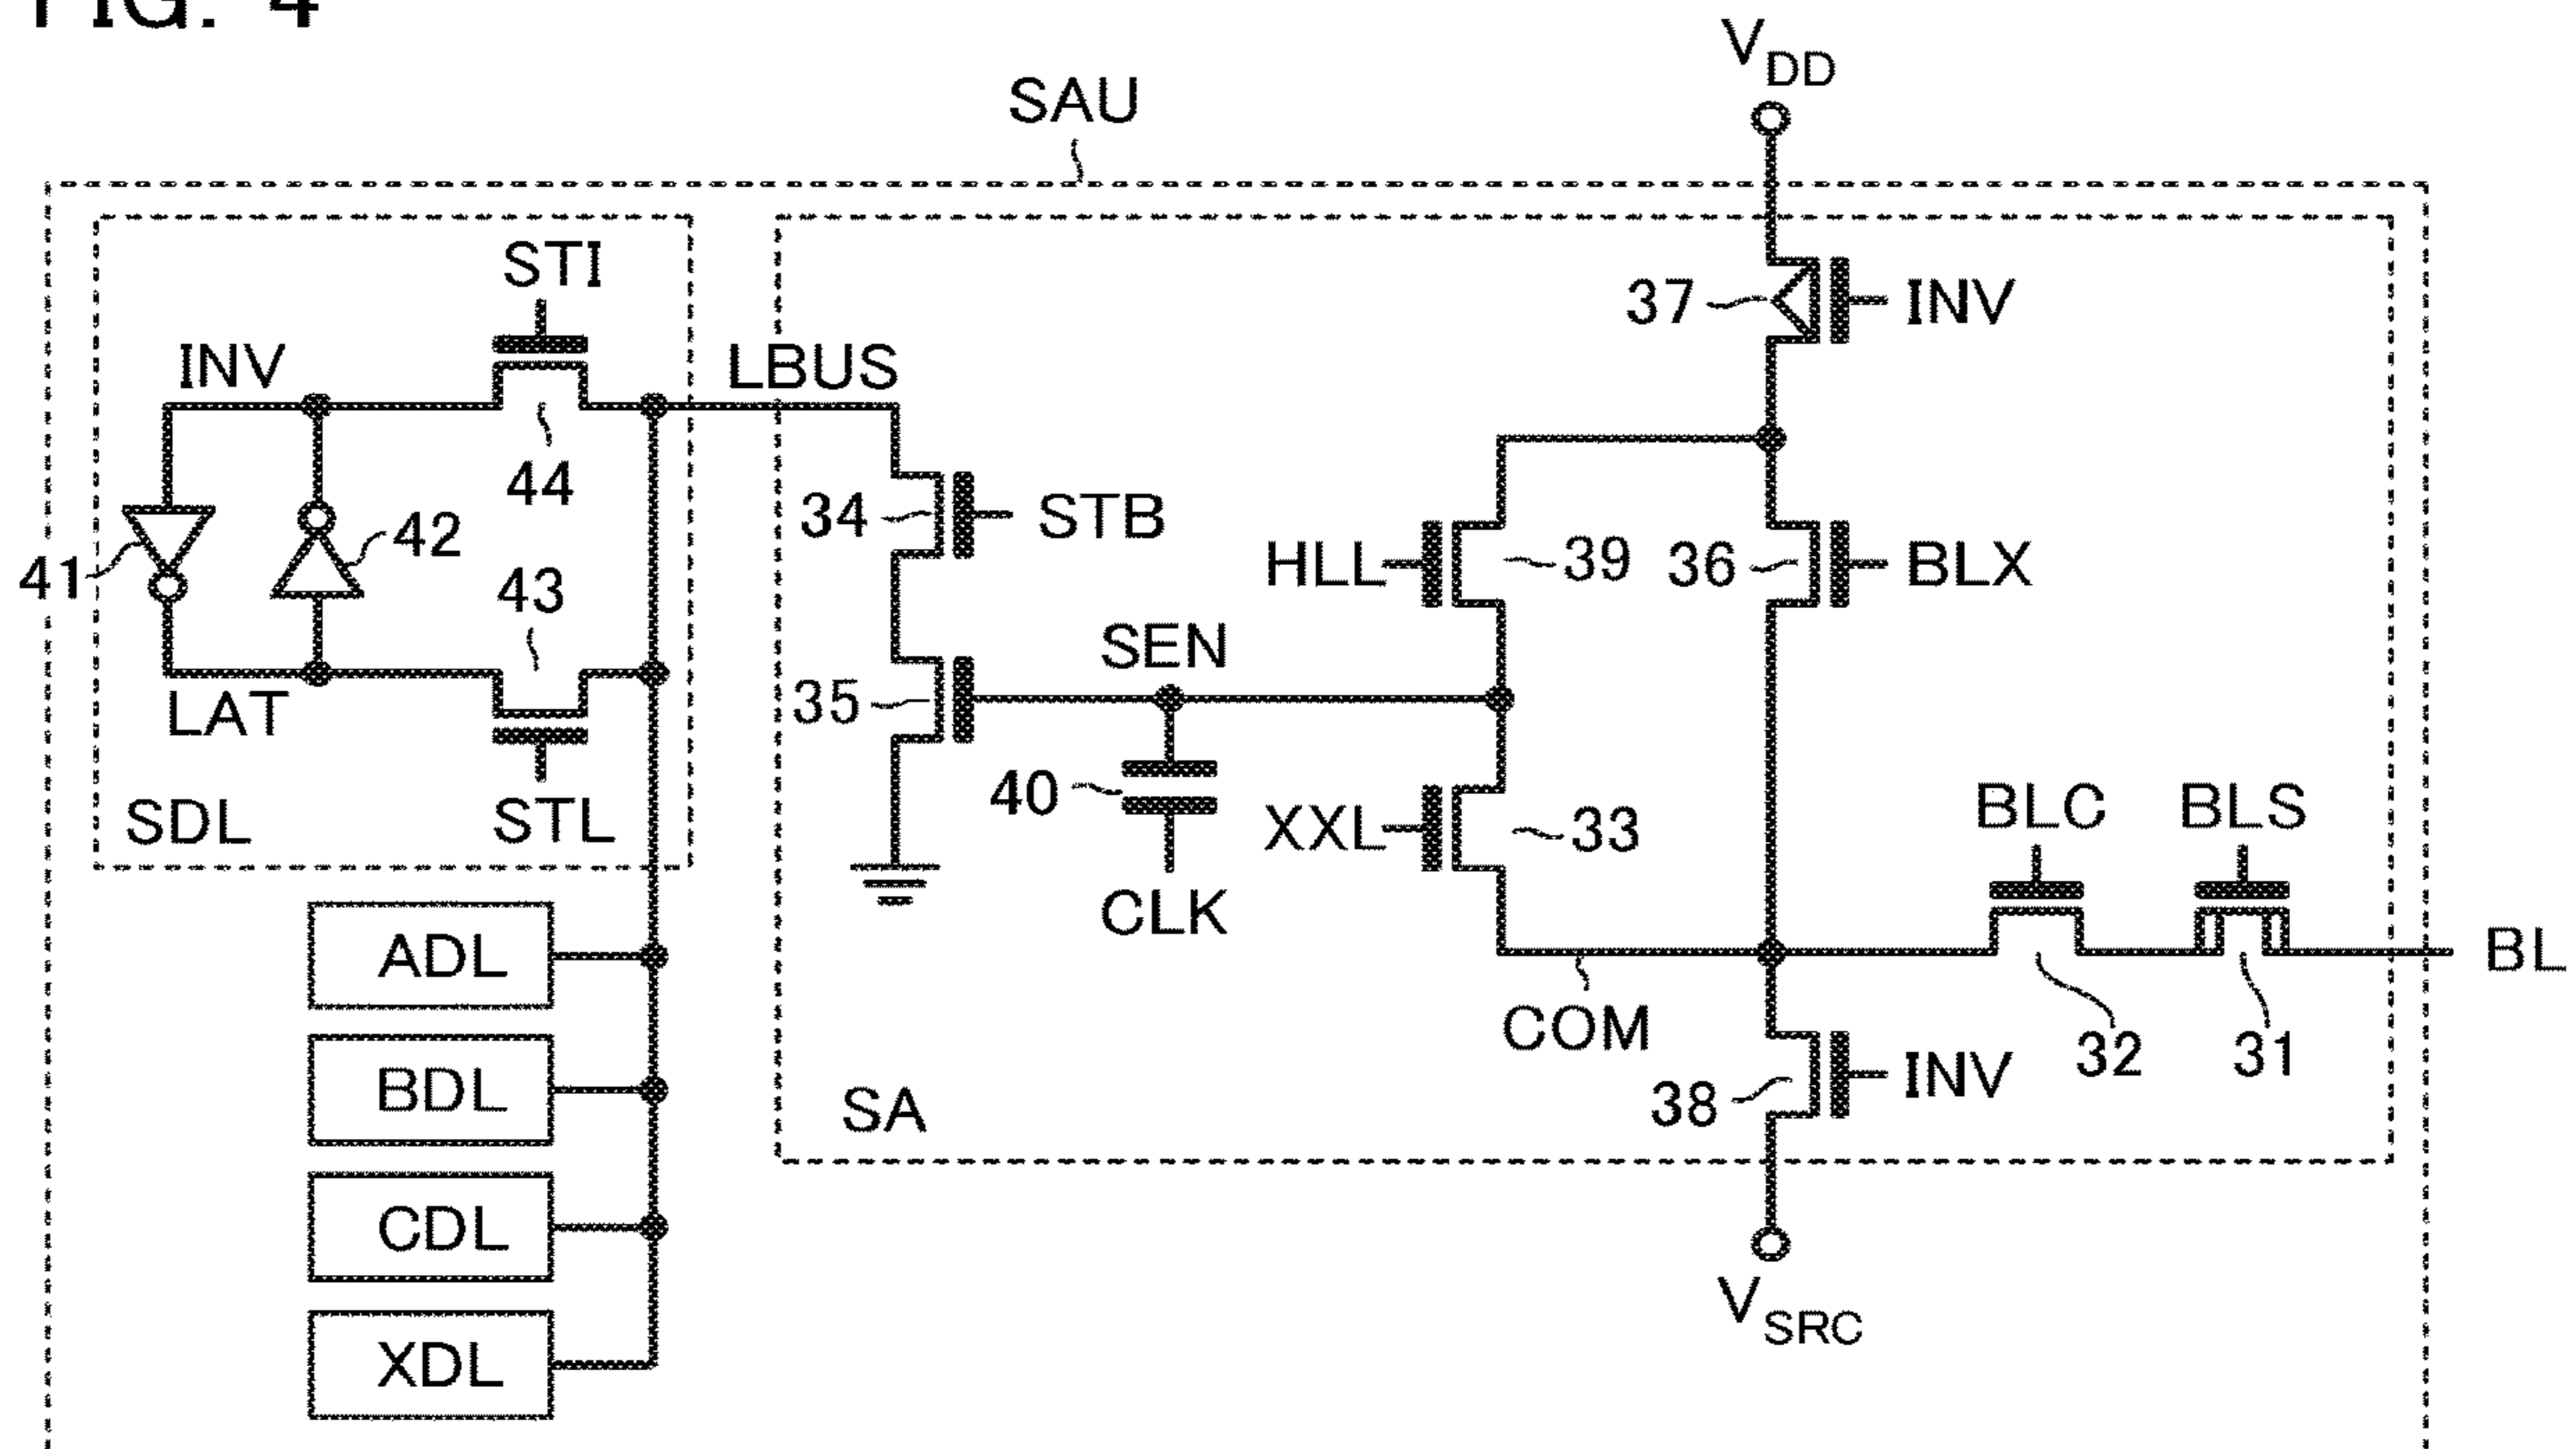 FIG. 4
VDD
SAU
STI
INV
44
41
42
43
LAT
STL
SDL
LBUS
34
STB
35
SEN
40
CLK
37
INV
HLL
39
36
BLX
XXL
33
COM
BLC
BLS
BL
32
31
38
INV
SA
VSRC
ADL
BDL
CDL
XDL